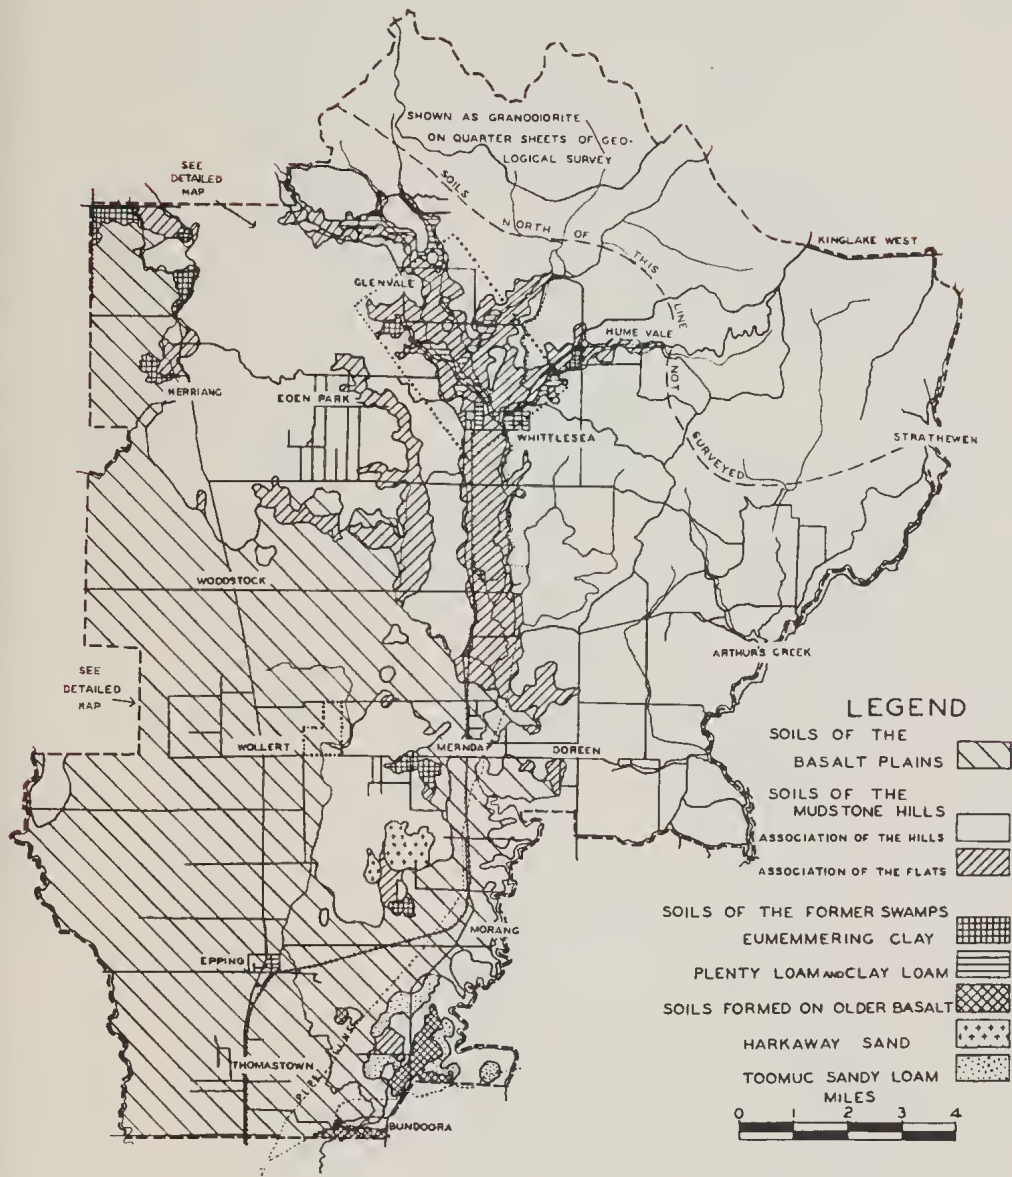 SHOWN AS GRANODIORITE
ON QUARTER SHEETS OF GEO-
LOGICAL SURVEY
SEE
DETAILED
MAP
SOILS NORTH OF THIS LINE NOT SURVEYED
KINGLAKE WEST
GLENVALE
HUME VALE
KERRIANG
EDEN PARK
WHITTLESEA
STRATHEWEN
WOODSTOCK
ARTHURS CREEK
SEE
DETAILED
MAP
WOLLERT
MERNDA
DOREEN
MORANG
EPPING
PIPE LINE
THOMASTOWN
BUNDOORA
LEGEND
SOILS OF THE
BASALT PLAINS
SOILS OF THE
MUDSTONE HILLS
ASSOCIATION OF THE HILLS
ASSOCIATION OF THE FLATS
SOILS OF THE FORMER SWAMPS
EUMEMMERING CLAY
PLENTY LOAM AND CLAY LOAM
SOILS FORMED ON OLDER BASALT
HARKAWAY SAND
TOOMUC SANDY LOAM
MILES
0 1 2 3 4